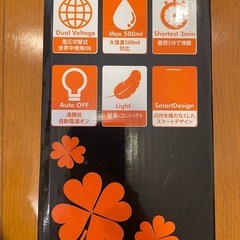 Dual Voltage
電圧切替式
世界中使用OK
Max 500ml
大容量500ml
対応
Shortest 3min
最短3分で沸騰
Auto OFF
沸騰後
自動電源オフ
Light
軽量・コンパクト
SmartDesign
凸凹を極力なくした
スマートデザイン